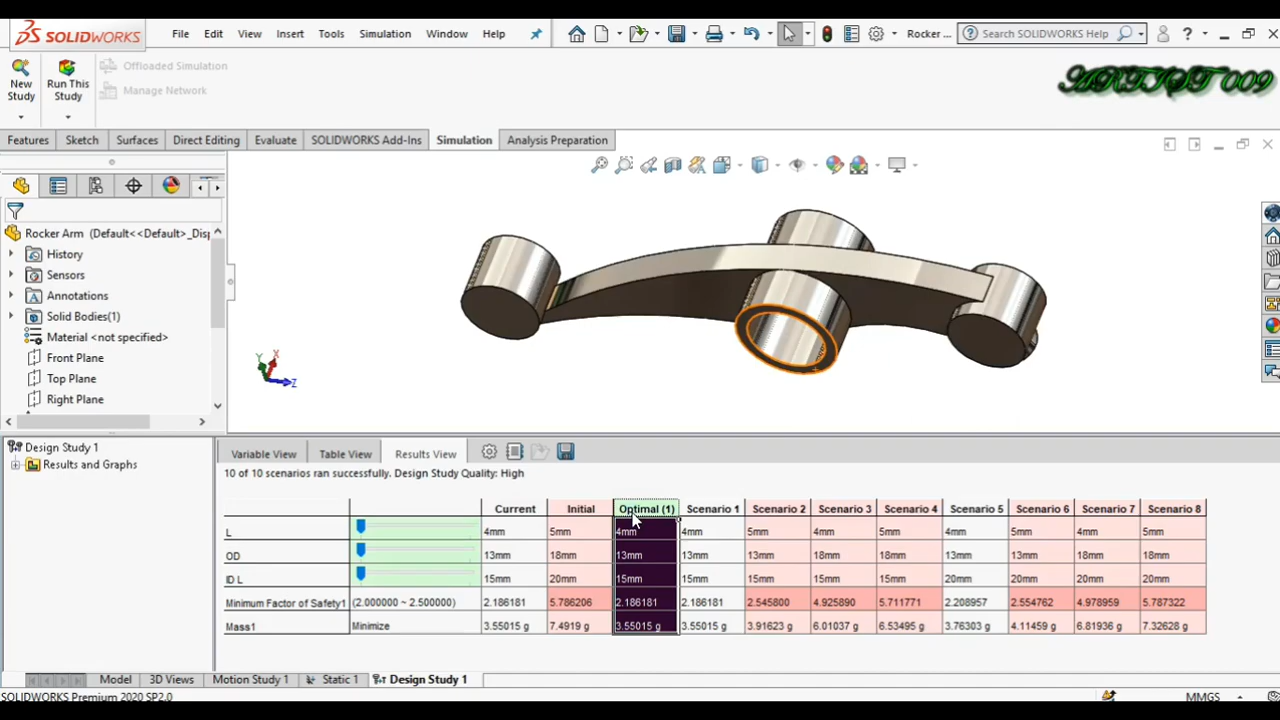 SOLIDWORKS File Edit View Insert Tools Simulation Window Help Rocker ... Search SOLIDWORKS Help ?
ARTIST 009
New Study
Run This Study
Offloaded Simulation
Manage Network
Features Sketch Surfaces Direct Editing Evaluate SOLIDWORKS Add-Ins Simulation Analysis Preparation
Rocker Arm (Default<<Default>_Disp
History
Sensors
Annotations
Solid Bodies(1)
Material <not specified>
Front Plane
Top Plane
Right Plane
Y X Z
Design Study 1
Results and Graphs
Variable View Table View Results View
10 of 10 scenarios ran successfully. Design Study Quality: High
Current Initial Optimal (1) Scenario 1 Scenario 2 Scenario 3 Scenario 4 Scenario 5 Scenario 6 Scenario 7 Scenario 8
L 4mm 5mm 4mm 4mm 5mm 4mm 5mm 4mm 5mm 4mm 5mm
OD 13mm 18mm 13mm 13mm 13mm 18mm 18mm 13mm 13mm 18mm 18mm
ID L 15mm 20mm 15mm 15mm 15mm 15mm 15mm 20mm 20mm 20mm 20mm
Minimum Factor of Safety1 (2.000000 ~ 2.500000) 2.186181 5.786206 2.186181 2.186181 2.545800 4.925890 5.711771 2.208957 2.554762 4.978959 5.787322
Mass1 Minimize 3.55015 g 7.4919 g 3.55015 g 3.55015 g 3.91623 g 6.01037 g 6.53495 g 3.76303 g 4.11459 g 6.81936 g 7.32628 g
Model 3D Views Motion Study 1 Static 1 Design Study 1
SOLIDWORKS Premium 2020 SP2.0 MMGS